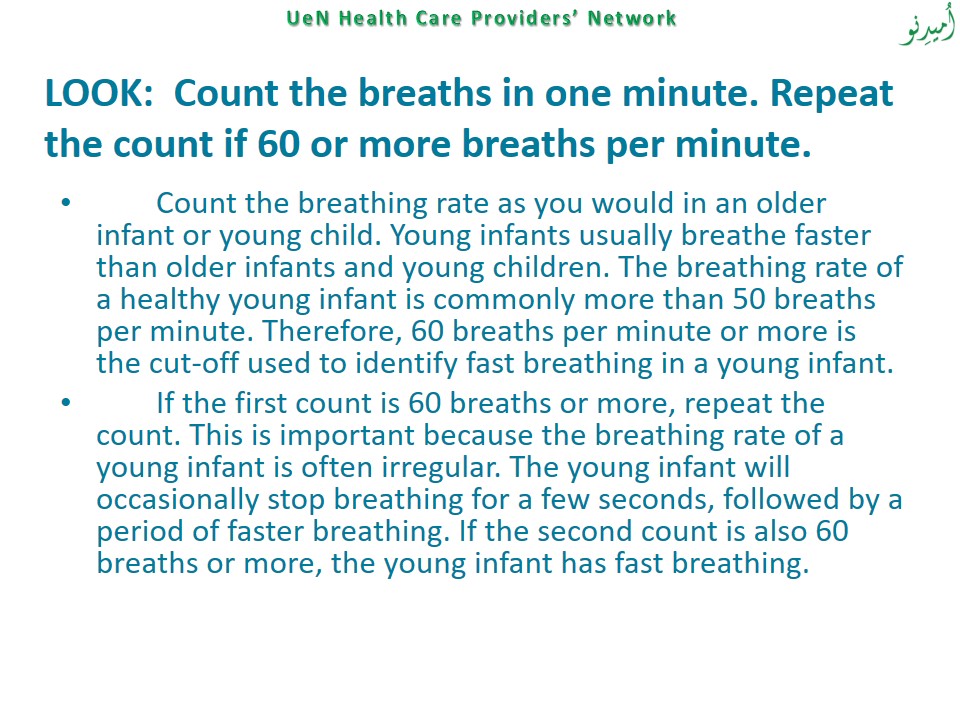 UeN Health Care Providers’ Network
اُمیدِنو
LOOK:  Count the breaths in one minute. Repeat
the count if 60 or more breaths per minute.
• Count the breathing rate as you would in an older
infant or young child. Young infants usually breathe faster
than older infants and young children. The breathing rate of
a healthy young infant is commonly more than 50 breaths
per minute. Therefore, 60 breaths per minute or more is
the cut-off used to identify fast breathing in a young infant.
• If the first count is 60 breaths or more, repeat the
count. This is important because the breathing rate of a
young infant is often irregular. The young infant will
occasionally stop breathing for a few seconds, followed by a
period of faster breathing. If the second count is also 60
breaths or more, the young infant has fast breathing.